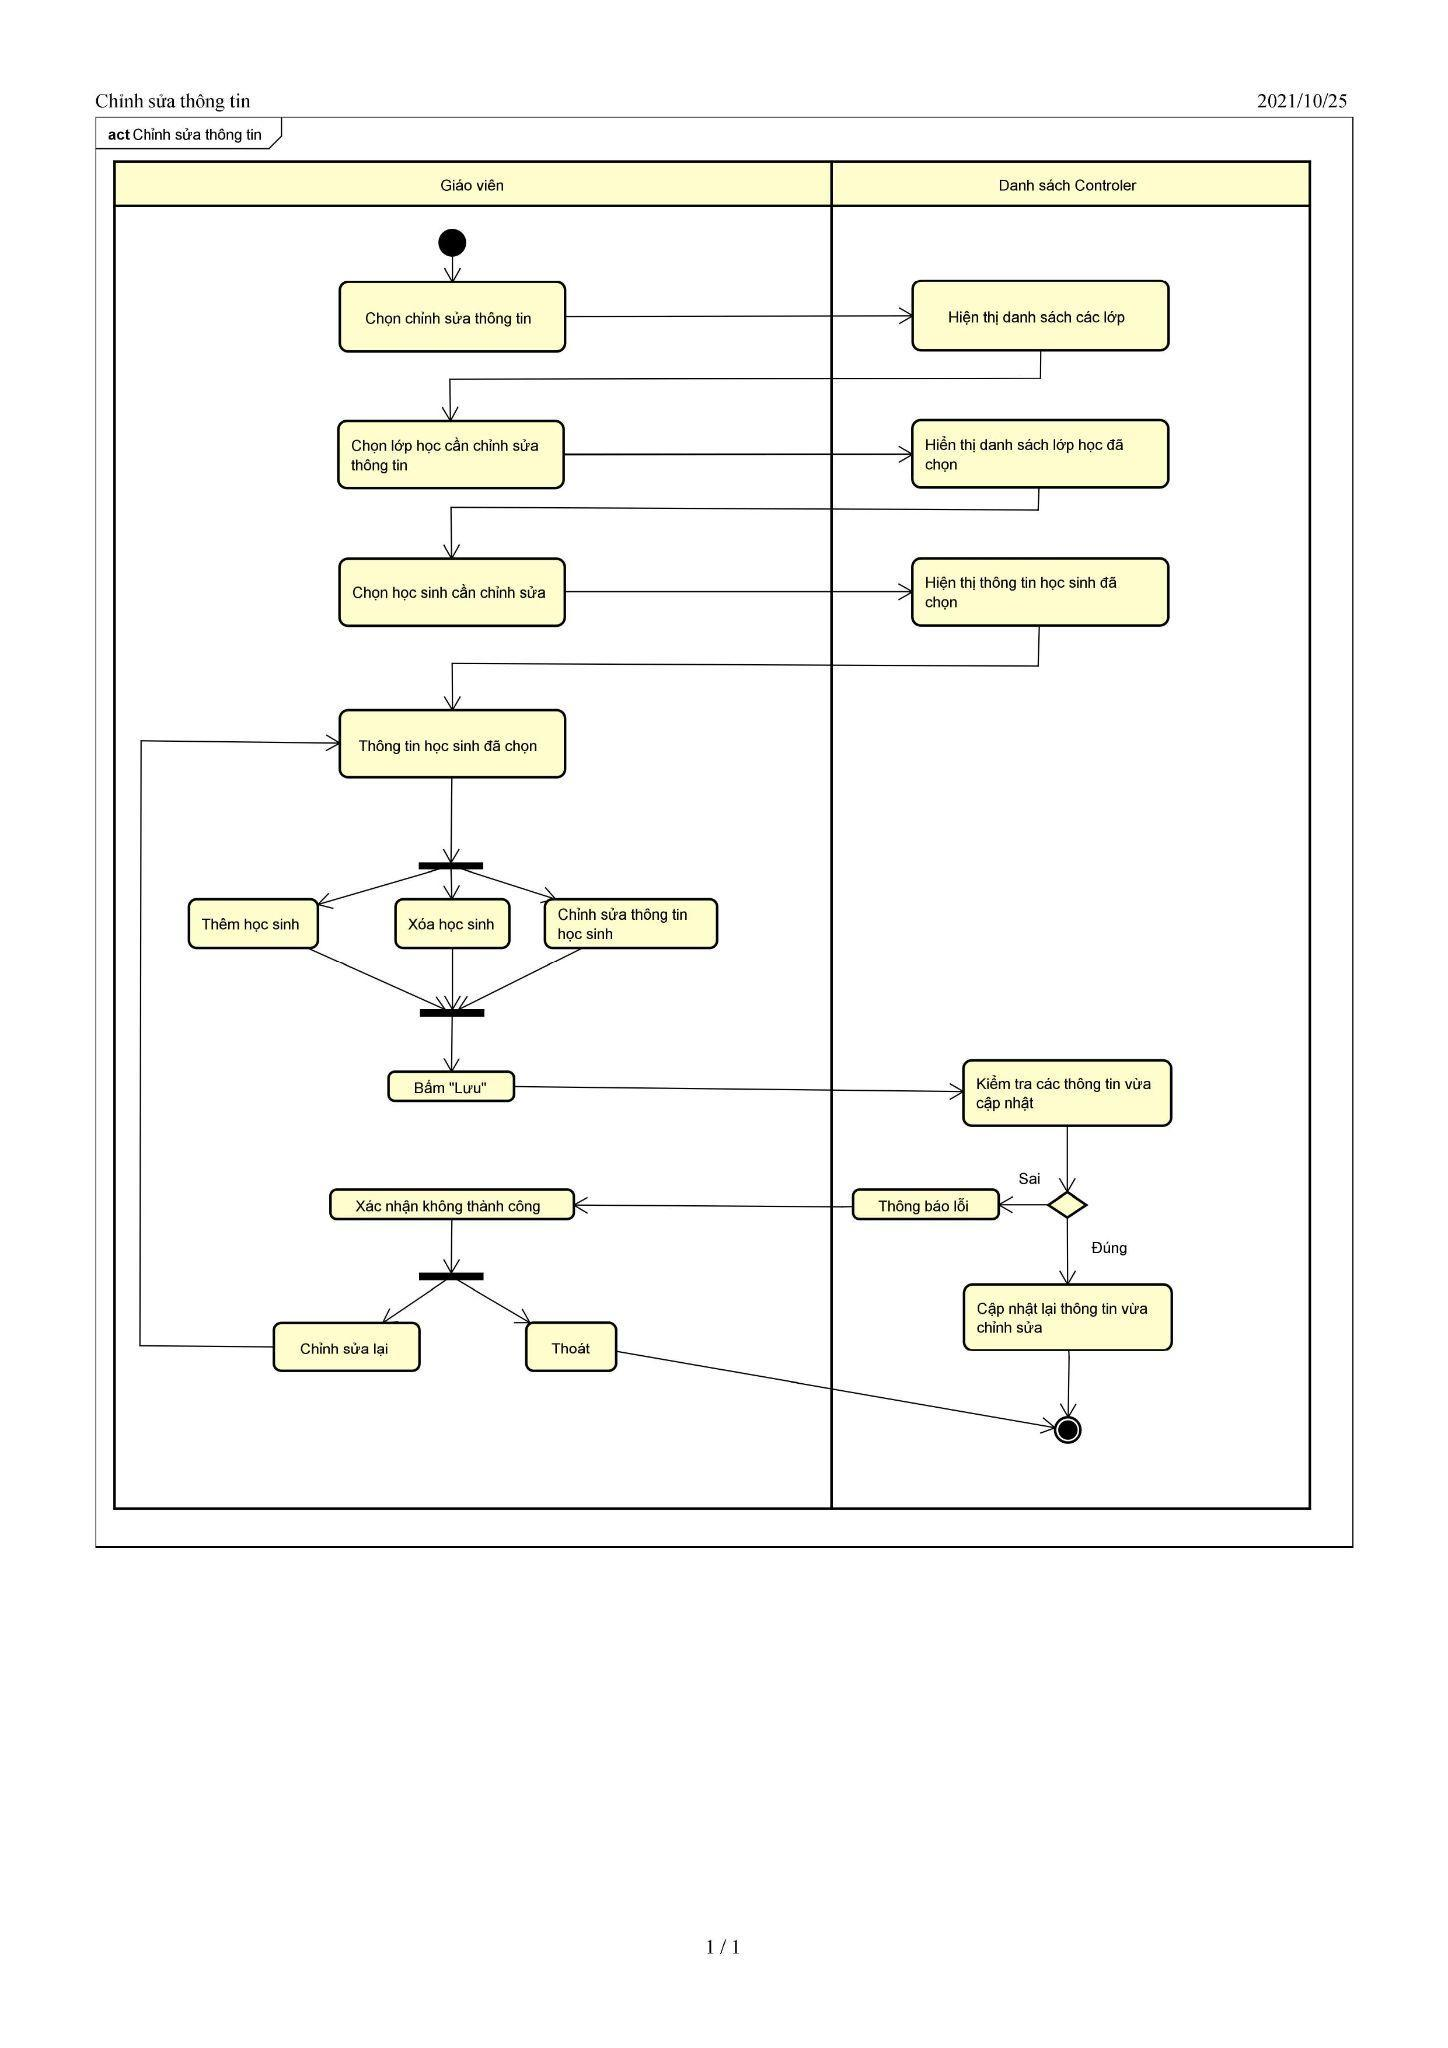 Chỉnh sửa thông tin
2021/10/25
act Chỉnh sửa thông tin
Giáo viên
Danh sách Controler
Chọn chỉnh sửa thông tin
Hiện thị danh sách các lớp
Chọn lớp học cần chỉnh sửa
thông tin
Hiển thị danh sách lớp học đã
chọn
Chọn học sinh cần chỉnh sửa
Hiện thị thông tin học sinh đã
chọn
Thông tin học sinh đã chọn
Thêm học sinh
Xóa học sinh
Chỉnh sửa thông tin
học sinh
Bấm "Lưu"
Kiểm tra các thông tin vừa
cập nhật
Sai
Xác nhận không thành công
Thông báo lỗi
Đúng
Cập nhật lại thông tin vừa
chỉnh sửa
Chỉnh sửa lại
Thoát
1 / 1